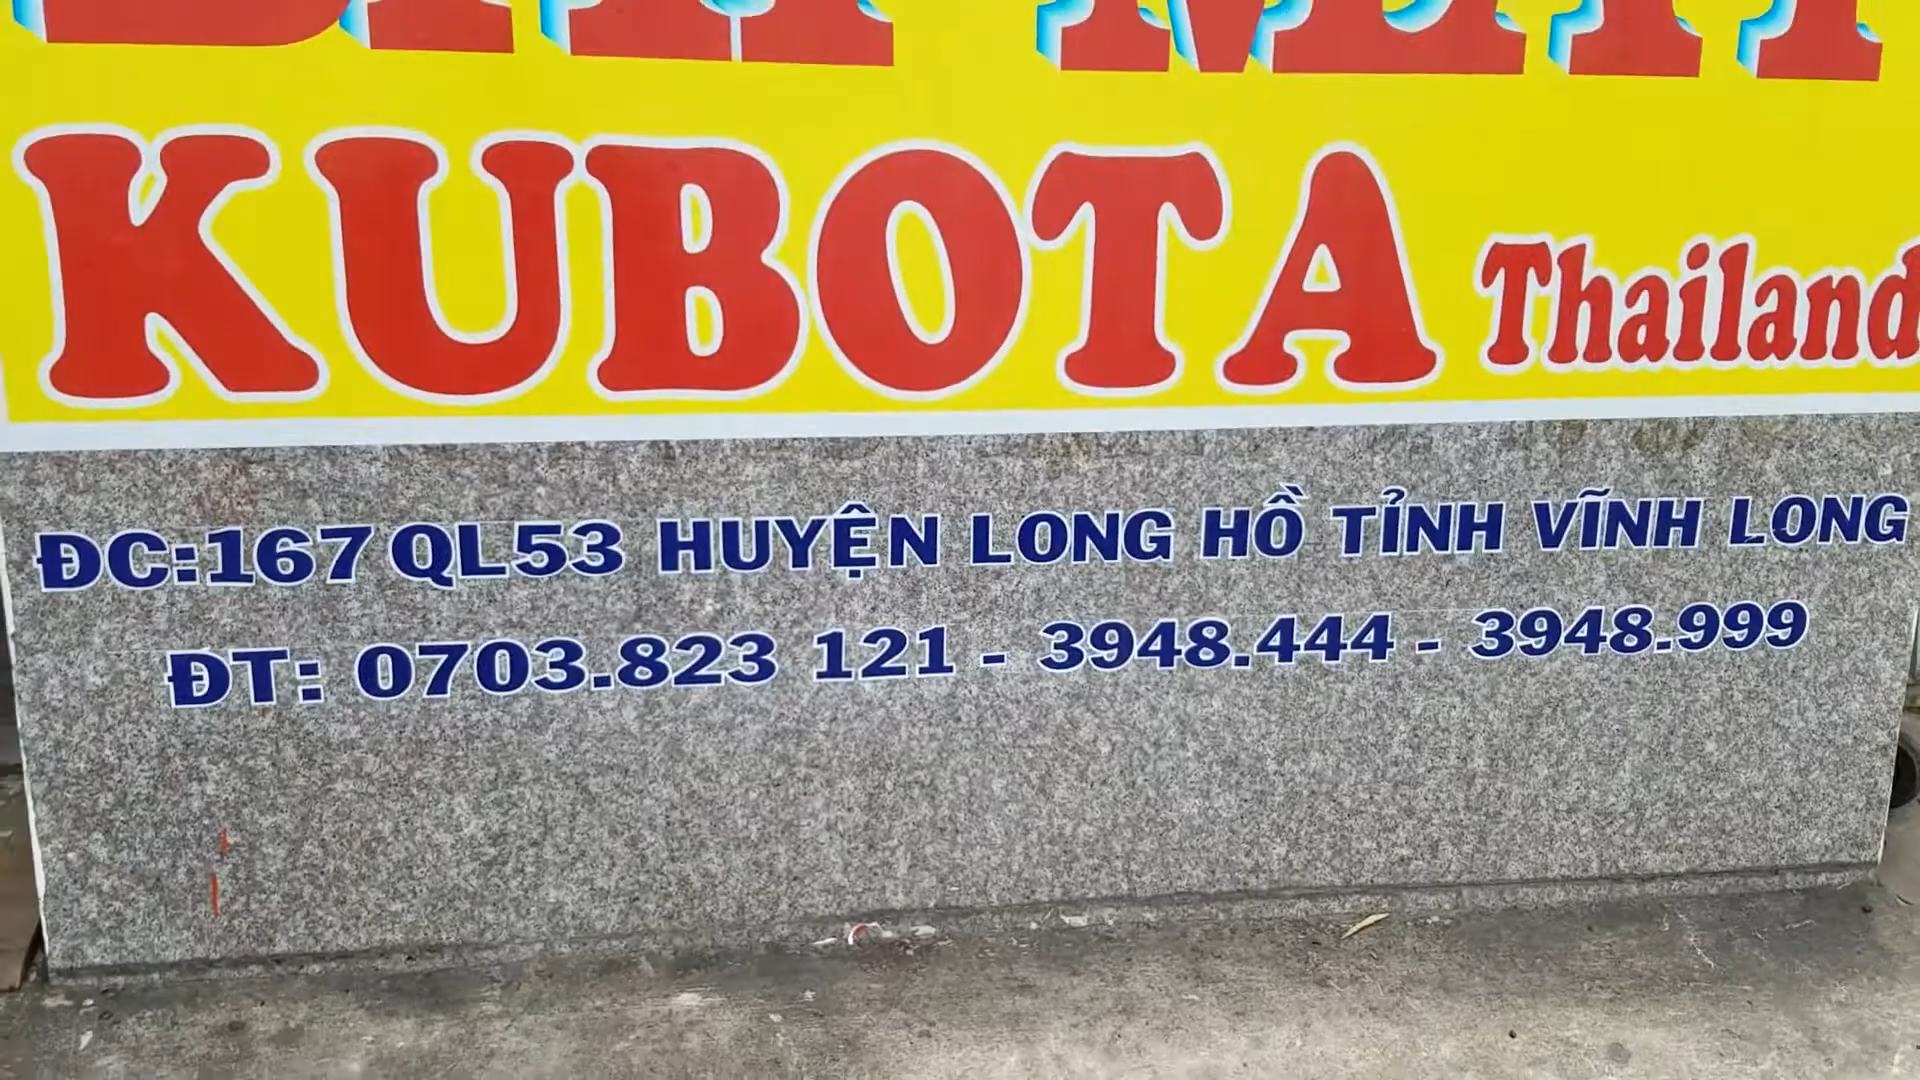 KUBOTA Thailand
ĐC:167 QL53 HUYỆN LONG HỒ TỈNH VĨNH LONG
ĐT: 0703.823 121 - 3948.444 - 3948.999